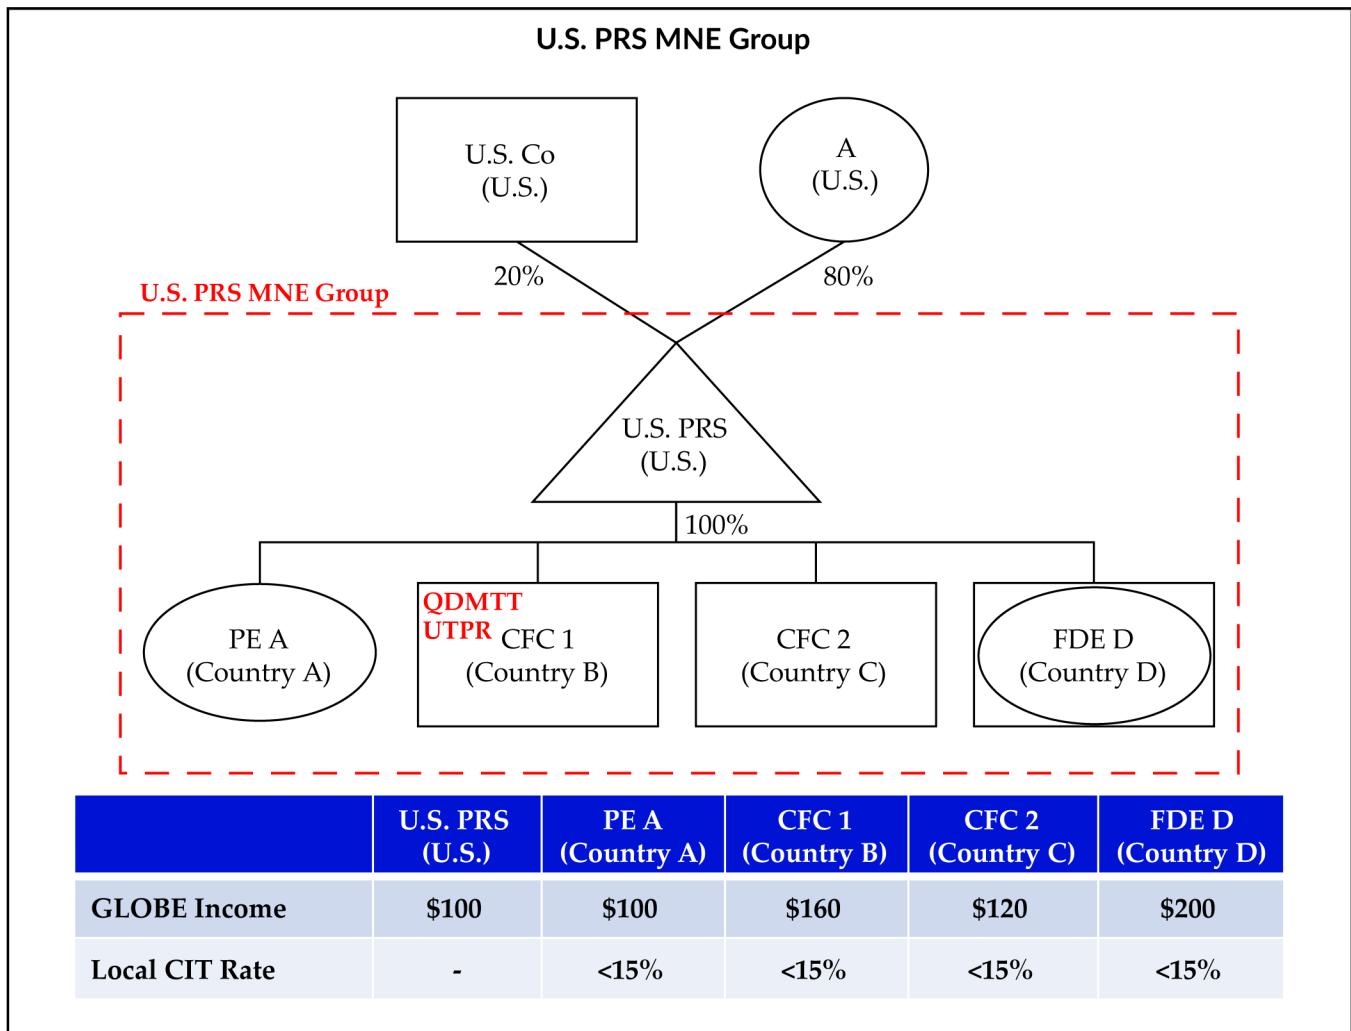 U.S. PRS MNE Group
U.S. Co
(U.S.)
A
(U.S.)
20%
80%
U.S. PRS MNE Group
U.S. PRS
(U.S.)
100%
PE A
(Country A)
QDMTT
UTPR
CFC 1
(Country B)
CFC 2
(Country C)
FDE D
(Country D)
U.S. PRS
(U.S.)
PE A
(Country A)
CFC 1
(Country B)
CFC 2
(Country C)
FDE D
(Country D)
GLOBE Income $100 $100 $160 $120 $200
Local CIT Rate - <15% <15% <15% <15%